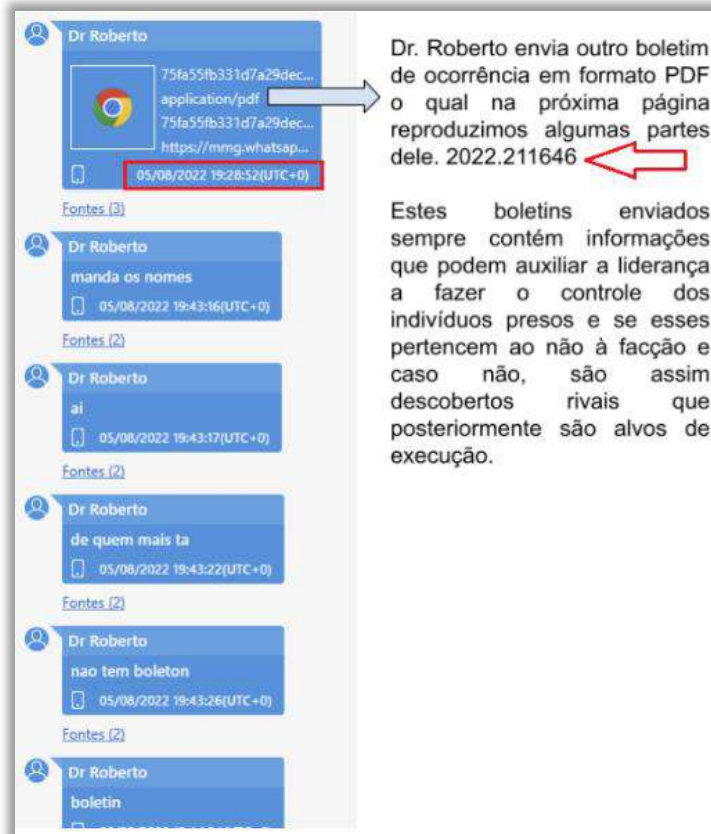 Dr Roberto
75fa55fb331d7a29dec...
application/pdf
75fa55fb331d7a29dec...
https://mmg.whatsap...
05/08/2022 19:28:52(UTC+0)
Fontes (3)
Dr Roberto
manda os nomes
05/08/2022 19:43:16(UTC+0)
Fontes (2)
Dr Roberto
ai
05/08/2022 19:43:17(UTC+0)
Fontes (2)
Dr Roberto
de quem mais ta
05/08/2022 19:43:22(UTC+0)
Fontes (2)
Dr Roberto
nao tem boleton
05/08/2022 19:43:26(UTC+0)
Fontes (2)
Dr Roberto
boletin
Dr. Roberto envia outro boletim
de ocorrência em formato PDF
o qual na próxima página
reproduzimos algumas partes
dele. 2022.211646
Estes boletins enviados
sempre contém informações
que podem auxiliar a liderança
a fazer o controle dos
indivíduos presos e se esses
pertencem ao não à facção e
caso não, são assim
descobertos rivais que
posteriormente são alvos de
execução.